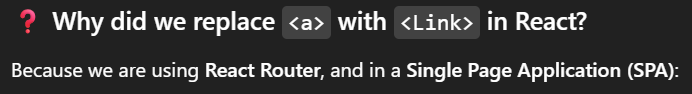 ❓ Why did we replace <a> with <Link> in React?
Because we are using React Router, and in a Single Page Application (SPA):